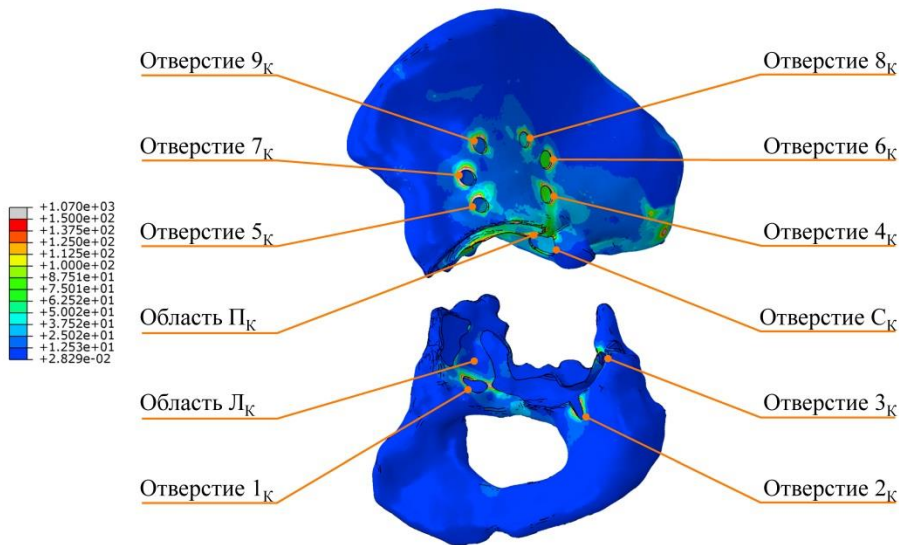 Отверстие 9К
Отверстие 8К
Отверстие 7К
Отверстие 6К
+1.070e+03
+1.500e+02
+1.375e+02
+1.250e+02
+1.125e+02
+1.000e+02
+8.751e+01
+7.501e+01
+6.252e+01
+5.002e+01
+3.752e+01
+2.502e+01
+1.253e+01
+2.829e-02
Отверстие 5К
Отверстие 4К
Область ПК
Отверстие СК
Область ЛК
Отверстие 3К
Отверстие 1К
Отверстие 2К